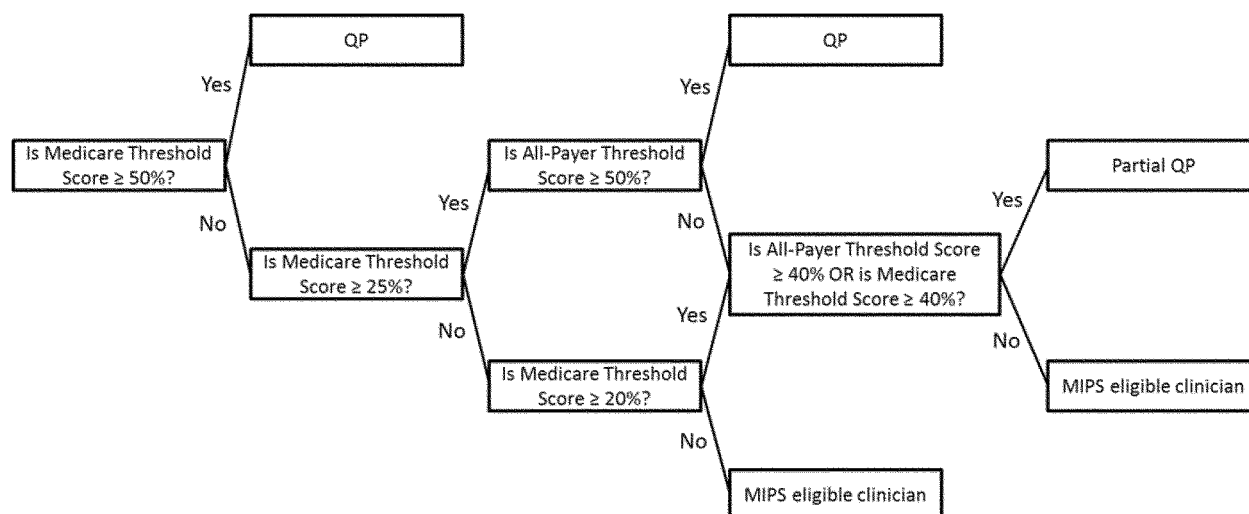 QP
QP
Yes
Yes
Is Medicare Threshold
Score ≥ 50%?
Is All-Payer Threshold
Score ≥ 50%?
Partial QP
No
Yes
No
Yes
Is Medicare Threshold
Score ≥ 25%?
Is All-Payer Threshold Score
≥ 40% OR is Medicare
Threshold Score ≥ 40%?
No
Yes
No
Is Medicare Threshold
Score ≥ 20%?
MIPS eligible clinician
No
MIPS eligible clinician